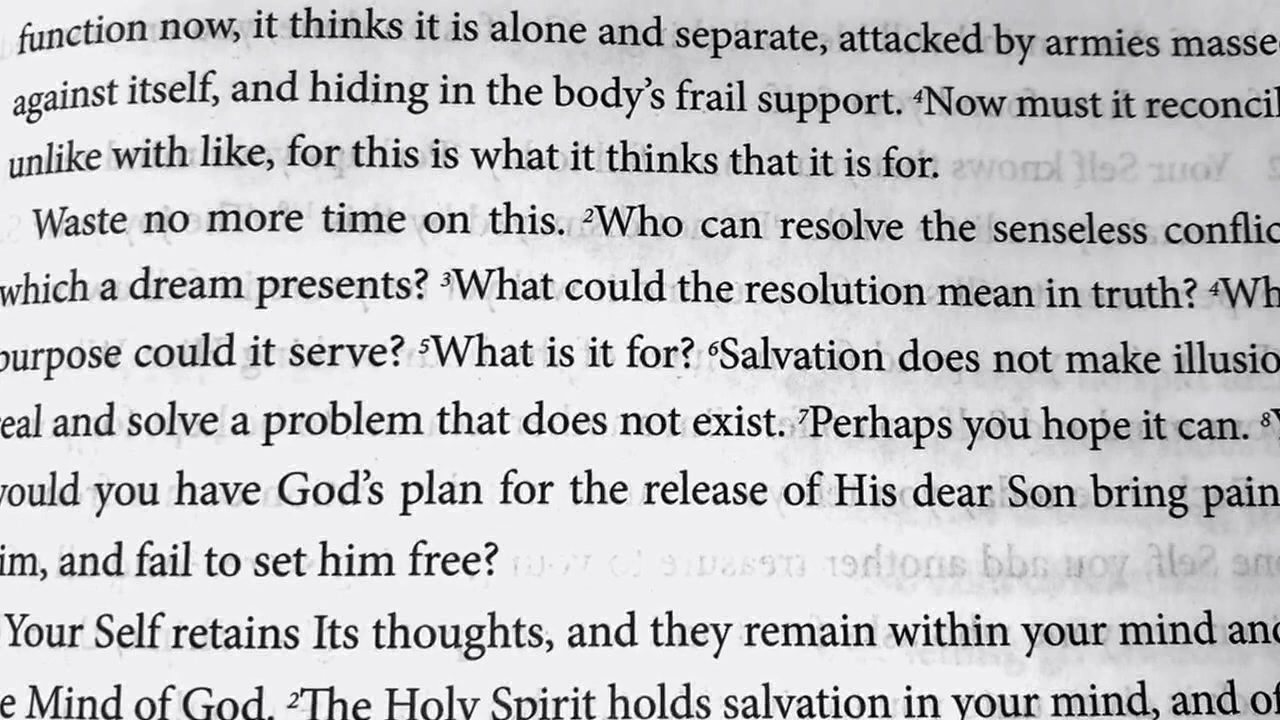 function now, it thinks it is alone and separate, attacked by armies masse
against itself, and hiding in the body's frail support. ⁴Now must it reconcil
unlike with like, for this is what it thinks that it is for.
Waste no more time on this. ²Who can resolve the senseless conflic
which a dream presents? ³What could the resolution mean in truth? ⁴Wh
purpose could it serve? ⁵What is it for? ⁶Salvation does not make illusio
eal and solve a problem that does not exist. ⁷Perhaps you hope it can. ⁸
ould you have God's plan for the release of His dear Son bring pain
im, and fail to set him free?
Your Self retains Its thoughts, and they remain within your mind and
e Mind of God. ²The Holy Spirit holds salvation in your mind, and of